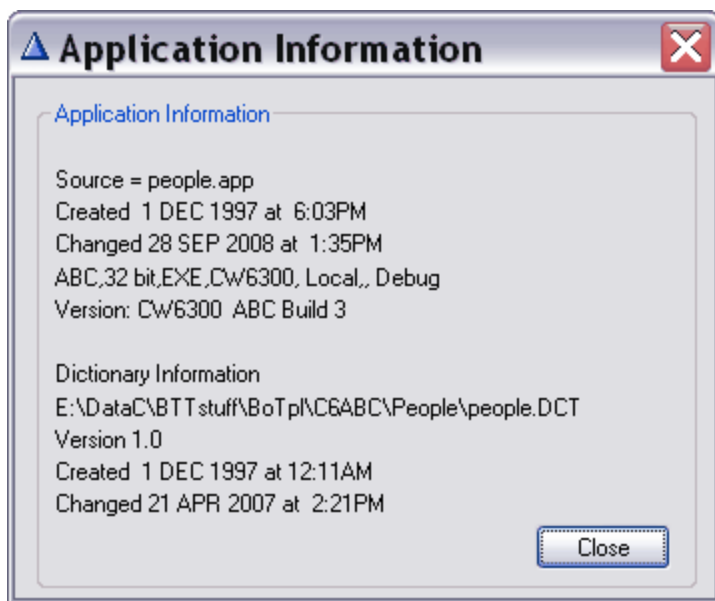 Application Information
Application Information
Source = people.app
Created  1 DEC 1997 at  6:03PM
Changed 28 SEP 2008 at  1:35PM
ABC,32 bit,EXE,CW6300, Local,, Debug
Version: CW6300  ABC Build 3
Dictionary Information
E:\DataC\BTTstuff\BoTpl\C6ABC\People\people.DCT
Version 1.0
Created  1 DEC 1997 at 12:11AM
Changed 21 APR 2007 at  2:21PM
Close